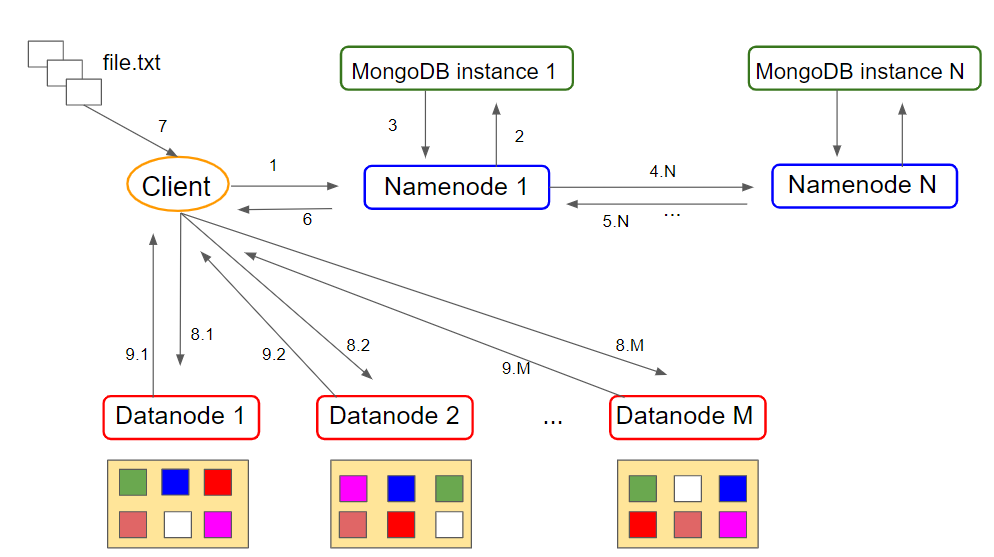 file.txt
MongoDB instance 1
MongoDB instance N
7
3
2
Client
1
Namenode 1
4.N
Namenode N
6
5.N
...
9.1
8.1
9.2
8.2
9.M
8.M
Datanode 1
Datanode 2
...
Datanode M